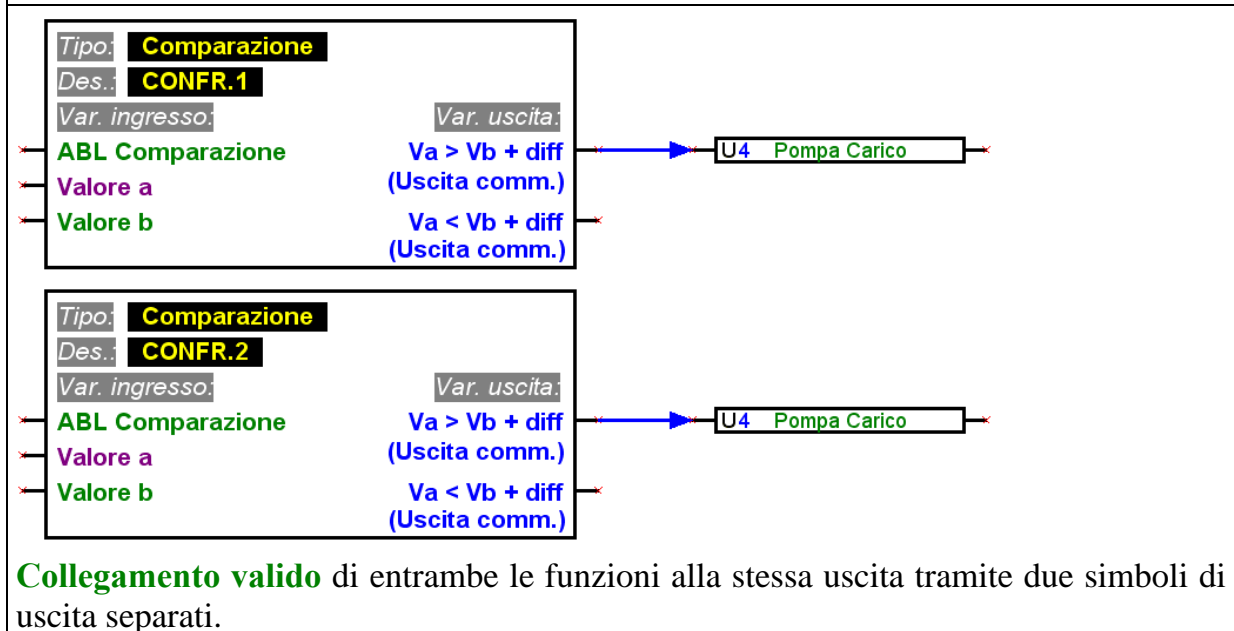 Tipo: Comparazione
Des.: CONFR.1
Var. ingresso: Var. uscita:
ABL Comparazione Va > Vb + diff U4 Pompa Carico
Valore a (Uscita comm.)
Valore b Va < Vb + diff
(Uscita comm.)
Tipo: Comparazione
Des.: CONFR.2
Var. ingresso: Var. uscita:
ABL Comparazione Va > Vb + diff U4 Pompa Carico
Valore a (Uscita comm.)
Valore b Va < Vb + diff
(Uscita comm.)
Collegamento valido di entrambe le funzioni alla stessa uscita tramite due simboli di
uscita separati.